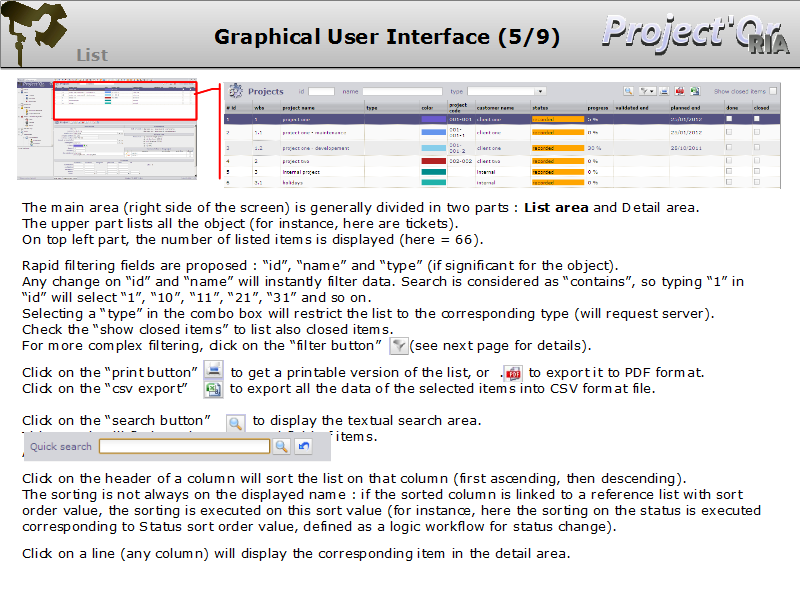 Graphical User Interface (5/9)
List
Project'Or
RIA
Projects id name type Show closed items
# id wbs project name type color project code customer name status progress validated end planned end done closed
1 1 project one 001-001 client one recorded 5 % 25/01/2012
2 1.1 project one - maintenance 001-001-1 client one recorded 0 % 25/01/2012
3 1.2 project one - developement 001-001-2 client one recorded 30 % 25/10/2011
4 2 project two 002-002 client two recorded 0 %
5 3 internal project internal recorded 0 %
6 3.1 holidays internal recorded 0 %
The main area (right side of the screen) is generally divided in two parts : List area and Detail area.
The upper part lists all the object (for instance, here are tickets).
On top left part, the number of listed items is displayed (here = 66).
Rapid filtering fields are proposed : “id”, “name” and “type” (if significant for the object).
Any change on “id” and “name” will instantly filter data. Search is considered as “contains”, so typing “1” in
“id” will select “1”, “10”, “11”, “21”, “31” and so on.
Selecting a “type” in the combo box will restrict the list to the corresponding type (will request server).
Check the “show closed items” to list also closed items.
For more complex filtering, click on the “filter button” (see next page for details).
Click on the “print button” to get a printable version of the list, or . to export it to PDF format.
Click on the “csv export” to export all the data of the selected items into CSV format file.
Click on the “search button” to display the textual search area.
items.
Quick search
Click on the header of a column will sort the list on that column (first ascending, then descending).
The sorting is not always on the displayed name : if the sorted column is linked to a reference list with sort
order value, the sorting is executed on this sort value (for instance, here the sorting on the status is executed
corresponding to Status sort order value, defined as a logic workflow for status change).
Click on a line (any column) will display the corresponding item in the detail area.